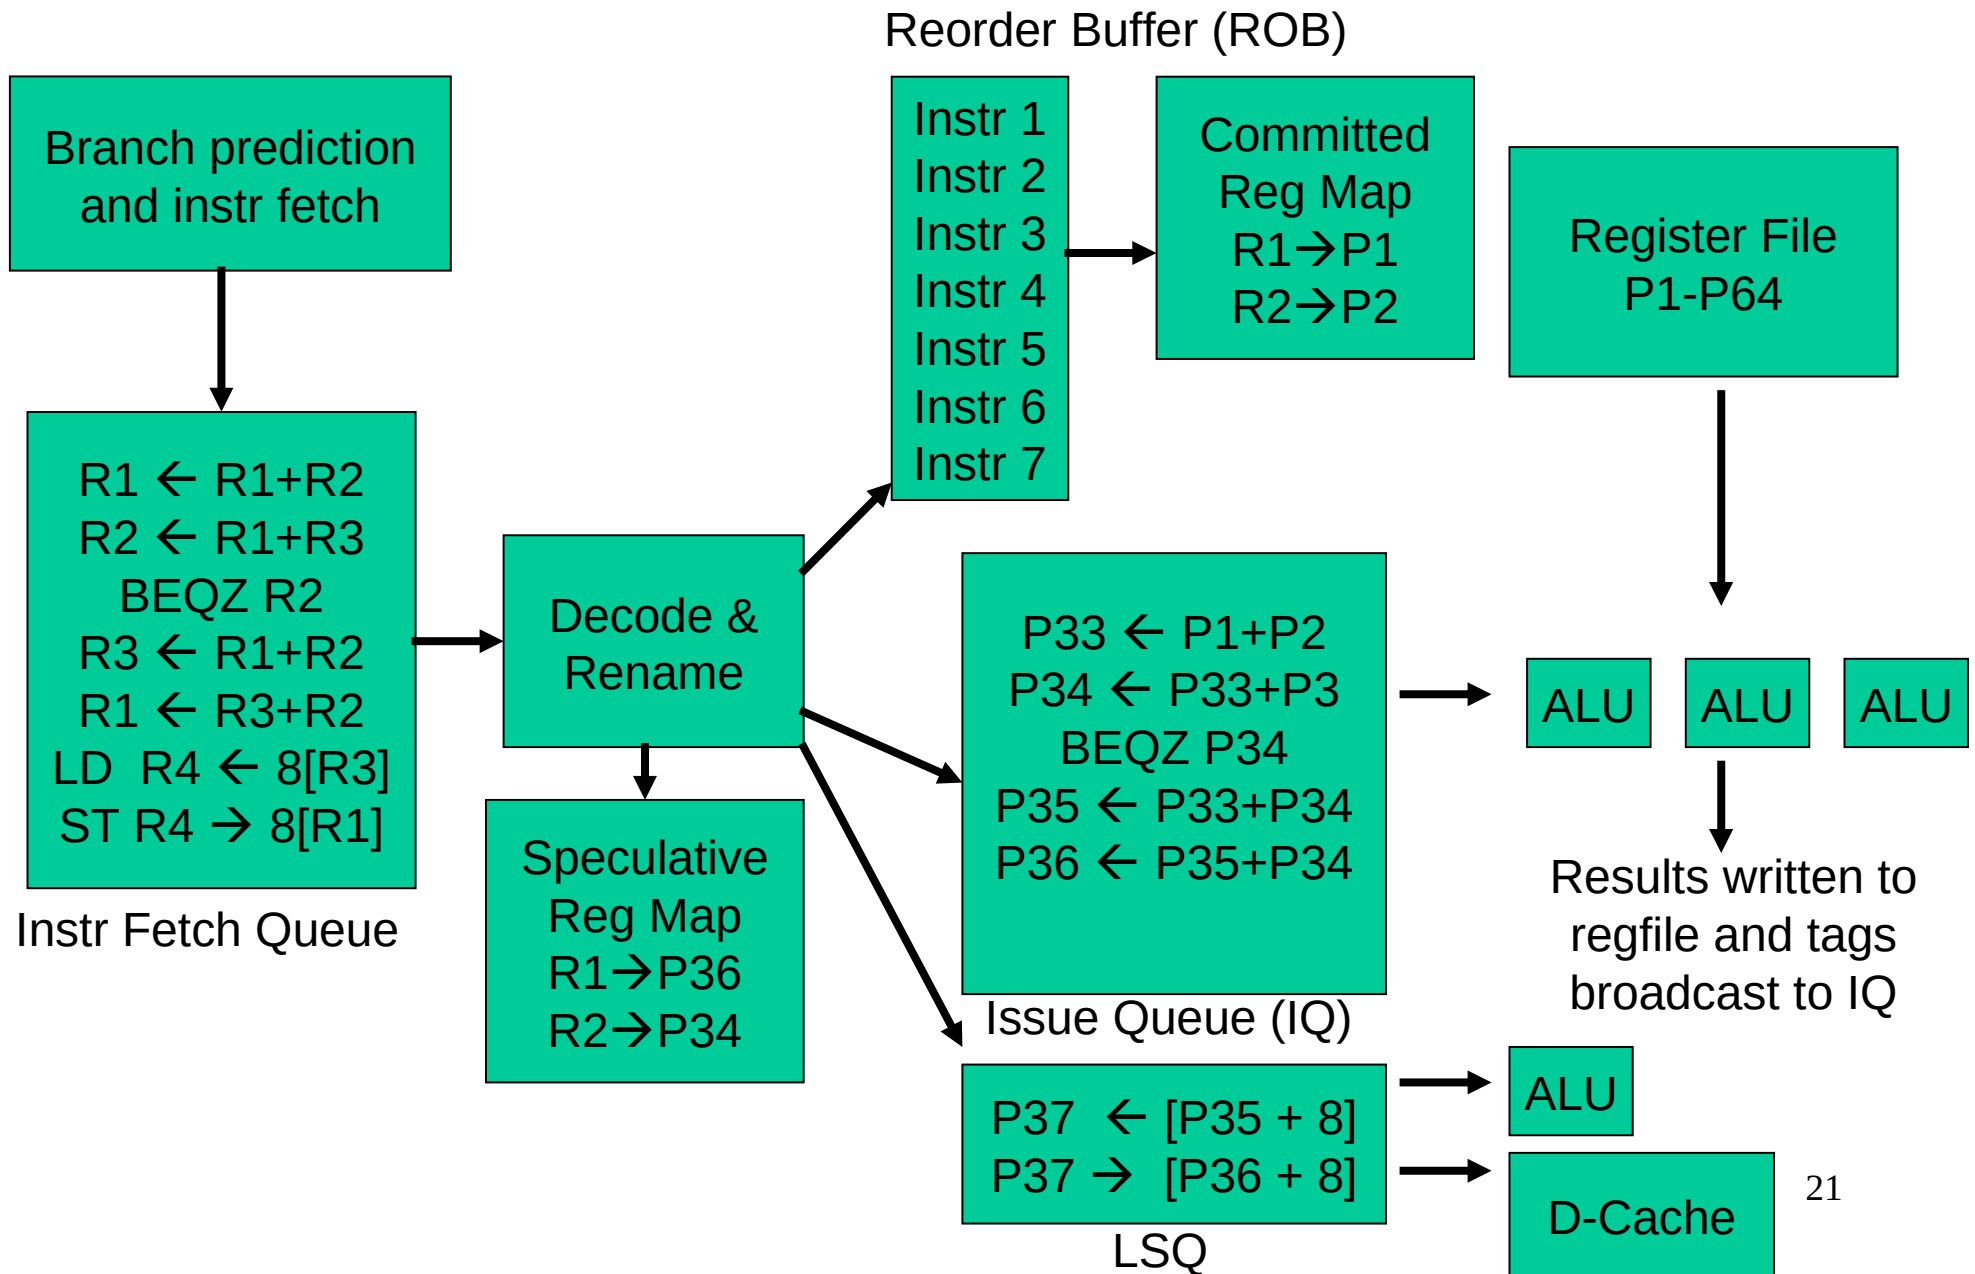 Reorder Buffer (ROB)
Branch prediction
and instr fetch
Instr 1
Instr 2
Instr 3
Instr 4
Instr 5
Instr 6
Instr 7
Committed
Reg Map
R1→P1
R2→P2
Register File
P1-P64
R1 ← R1+R2
R2 ← R1+R3
BEQZ R2
R3 ← R1+R2
R1 ← R3+R2
LD R4 ← 8[R3]
ST R4 → 8[R1]
Instr Fetch Queue
Decode &
Rename
Speculative
Reg Map
R1→P36
R2→P34
P33 ← P1+P2
P34 ← P33+P3
BEQZ P34
P35 ← P33+P34
P36 ← P35+P34
Issue Queue (IQ)
ALU
ALU
ALU
Results written to
regfile and tags
broadcast to IQ
P37 ← [P35 + 8]
P37 → [P36 + 8]
LSQ
ALU
D-Cache
21